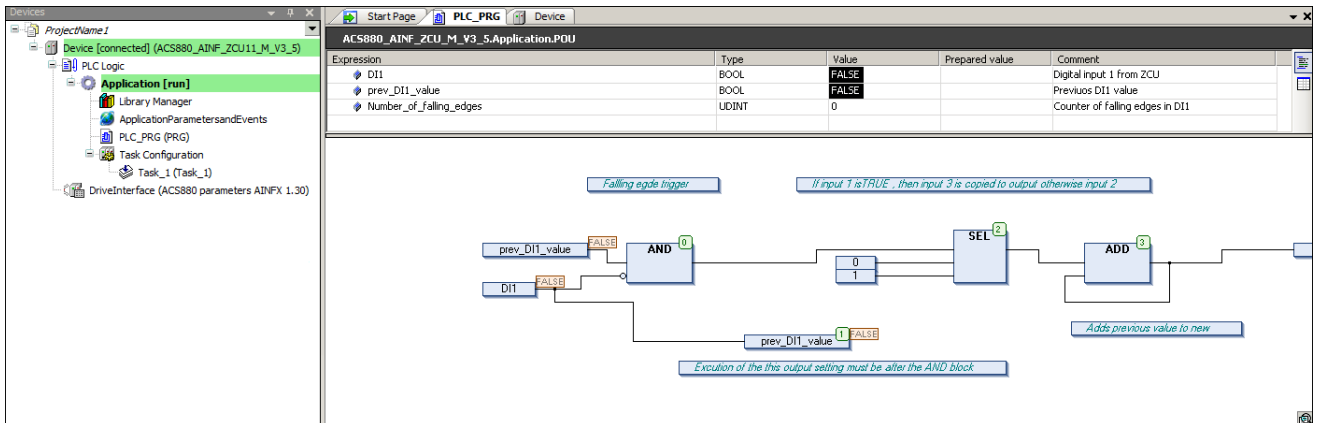 Devices
ProjectName1
Device [connected] (ACS880_AINF_ZCU11_M_V3_5)
PLC Logic
Application [run]
Library Manager
ApplicationParametersandEvents
PLC_PRG (PRG)
Task Configuration
Task_1 (Task_1)
DriveInterface (ACS880 parameters AINFX 1.30)
Start Page PLC_PRG Device
ACS880_AINF_ZCU_M_V3_5.Application.POU
Expression Type Value Prepared value Comment
DI1 BOOL FALSE Digital input 1 from ZCU
prev_DI1_value BOOL FALSE Previuos DI1 value
Number_of_falling_edges UDINT 0 Counter of falling edges in DI1
Falling egde trigger
If input 1 isTRUE , then input 3 is copied to output otherwise input 2
prev_DI1_value FALSE AND 0
SEL 2
ADD 3
0
1
DI1 FALSE
prev_DI1_value 1 FALSE
Adds previous value to new
Excution of the this output setting must be after the AND block